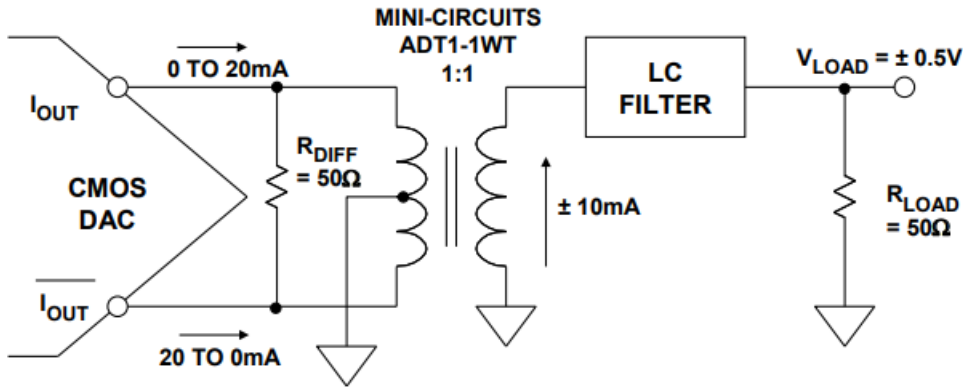 MINI-CIRCUITS
ADT1-1WT
1:1
0 TO 20mA
LC
FILTER
V_LOAD = ± 0.5V
I_OUT
R_DIFF
= 50Ω
CMOS
DAC
± 10mA
R_LOAD
= 50Ω
I̅_OUT
20 TO 0mA